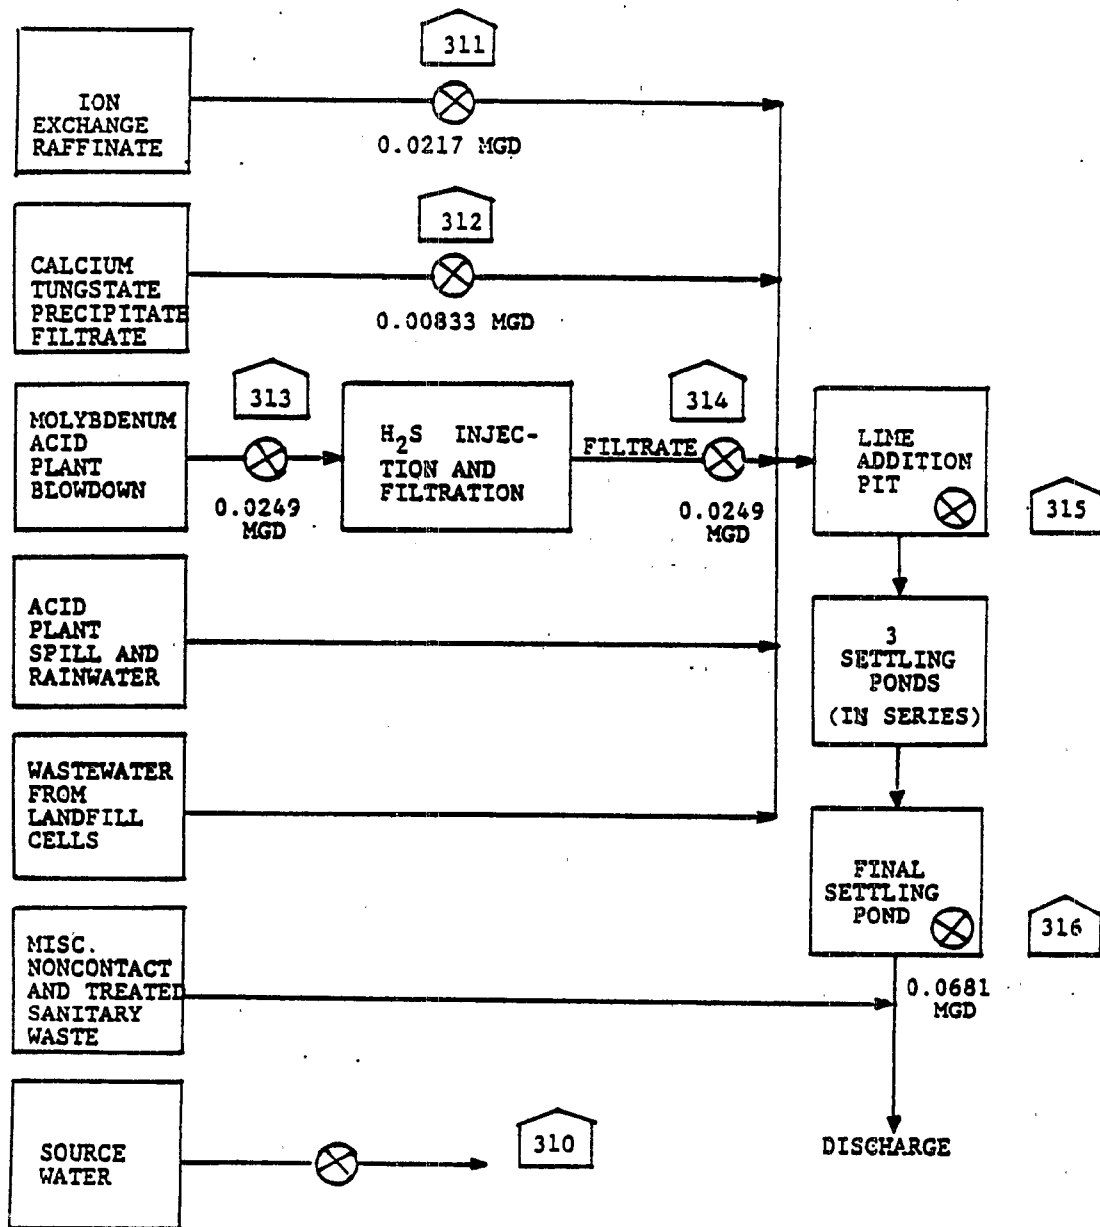 311
ION
EXCHANGE
RAFFINATE
0.0217 MGD
312
CALCIUM
TUNGSTATE
PRECIPITATE
FILTRATE
0.00833 MGD
313
314
MOLYBDENUM
ACID
PLANT
BLOWDOWN
0.0249
MGD
H2S INJEC-
TION AND
FILTRATION
FILTRATE
0.0249
MGD
LIME
ADDITION
PIT
315
ACID
PLANT
SPILL AND
RAINWATER
3
SETTLING
PONDS
(IN SERIES)
WASTEWATER
FROM
LANDFILL
CELLS
FINAL
SETTLING
POND
316
MISC.
NONCONTACT
AND TREATED
SANITARY
WASTE
0.0681
MGD
SOURCE
WATER
310
DISCHARGE